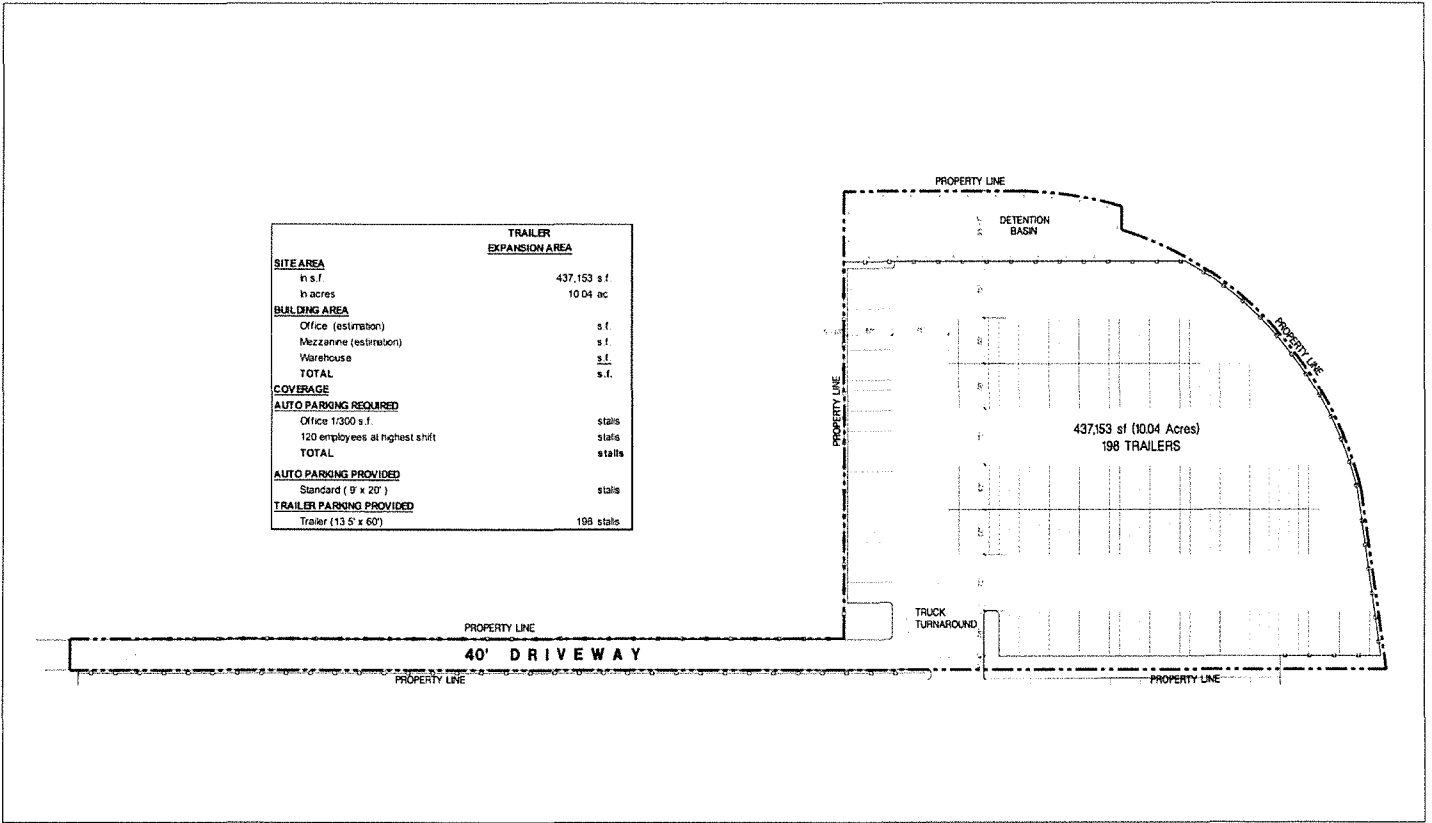 PROPERTY LINE
DETENTION
BASIN
TRAILER
EXPANSION AREA
SITE AREA
In s.f. 437,153 s.f.
In acres 10.04 ac
BUILDING AREA
Office (estimation) s.f.
Mezzanine (estimation) s.f.
Warehouse s.f.
TOTAL s.f.
COVERAGE
AUTO PARKING REQUIRED
Office 1/300 s.f. stalls
120 employees at highest shift stalls
TOTAL stalls
AUTO PARKING PROVIDED
Standard ( 9' x 20' ) stalls
TRAILER PARKING PROVIDED
Trailer (13.5' x 60') 198 stalls
PROPERTY LINE
PROPERTY LINE
437,153 sf (10.04 Acres)
198 TRAILERS
TRUCK
TURNAROUND
PROPERTY LINE
40' DRIVEWAY
PROPERTY LINE
PROPERTY LINE